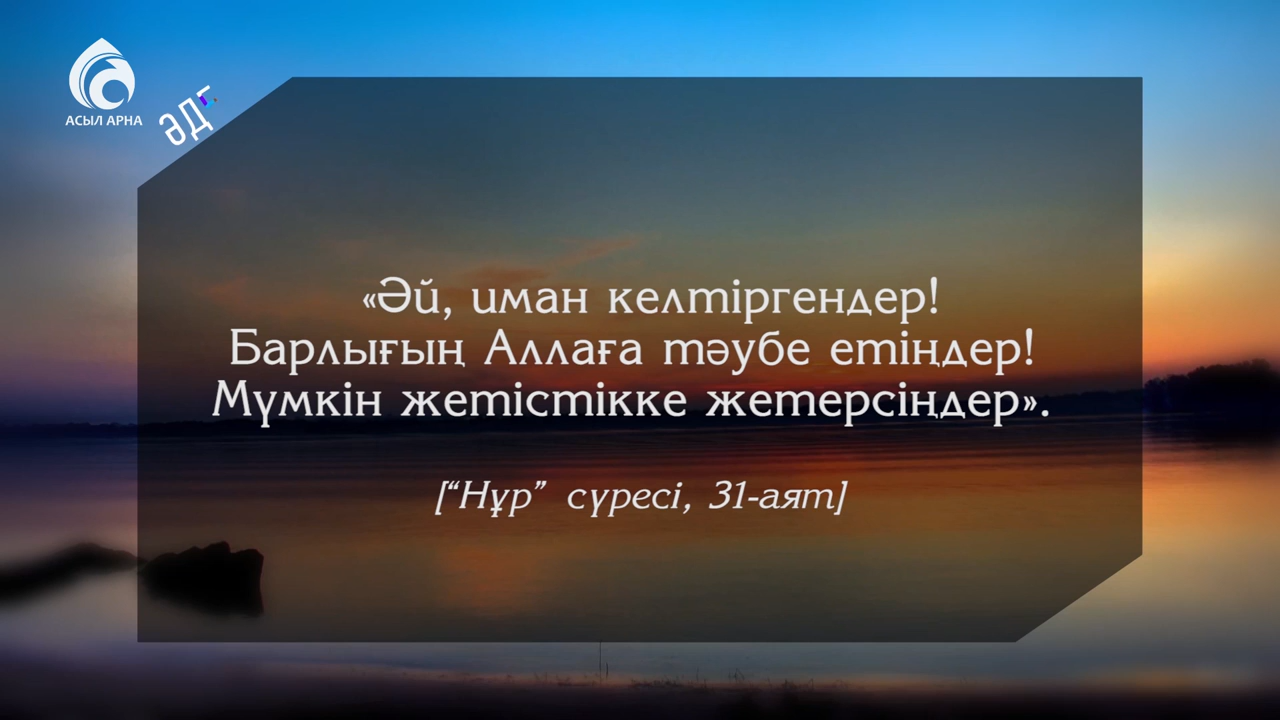 АСЫЛ АРНА
«Әй, иман келтіргендер!
Барлығың Аллаға тәубе етіңдер!
Мүмкін жетістікке жетерсіңдер».
[“Нұр” сүресі, 31-аят]